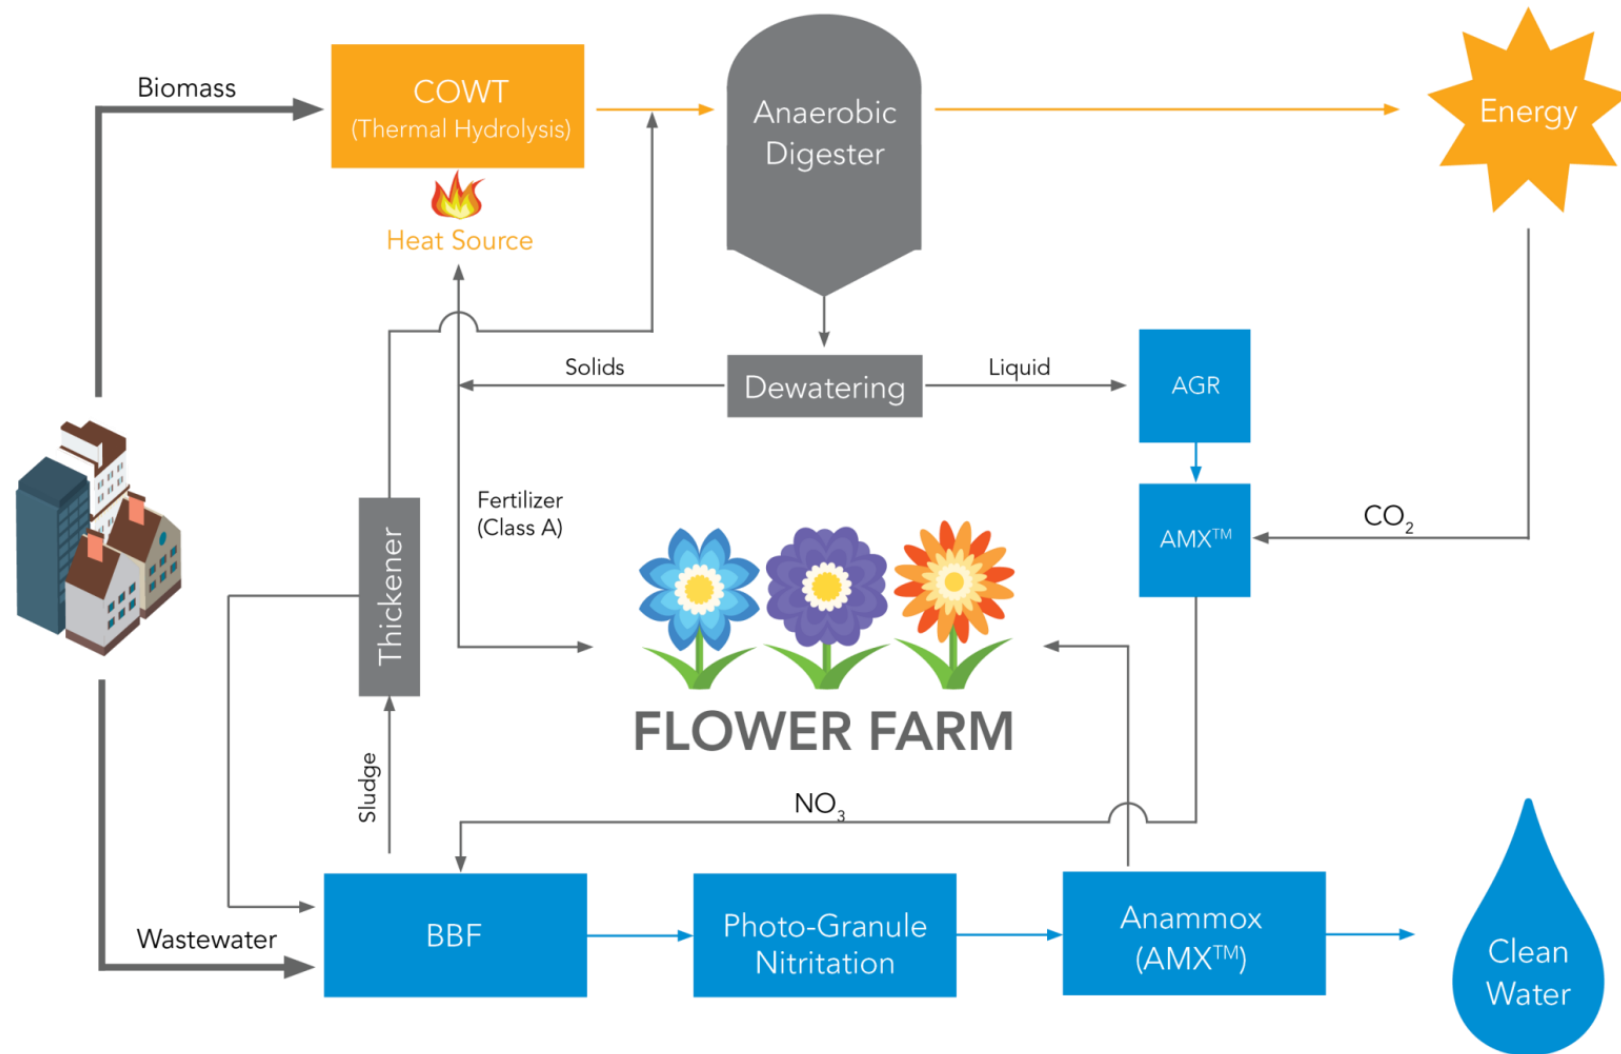 Biomass
COWT
(Thermal Hydrolysis)
Heat Source
Anaerobic
Digester
Energy
Solids
Dewatering
Liquid
AGR
Fertilizer
(Class A)
AMX™
CO₂
Thickener
FLOWER FARM
Sludge
NO₃
Wastewater
BBF
Photo-Granule
Nitritation
Anammox
(AMX™)
Clean
Water